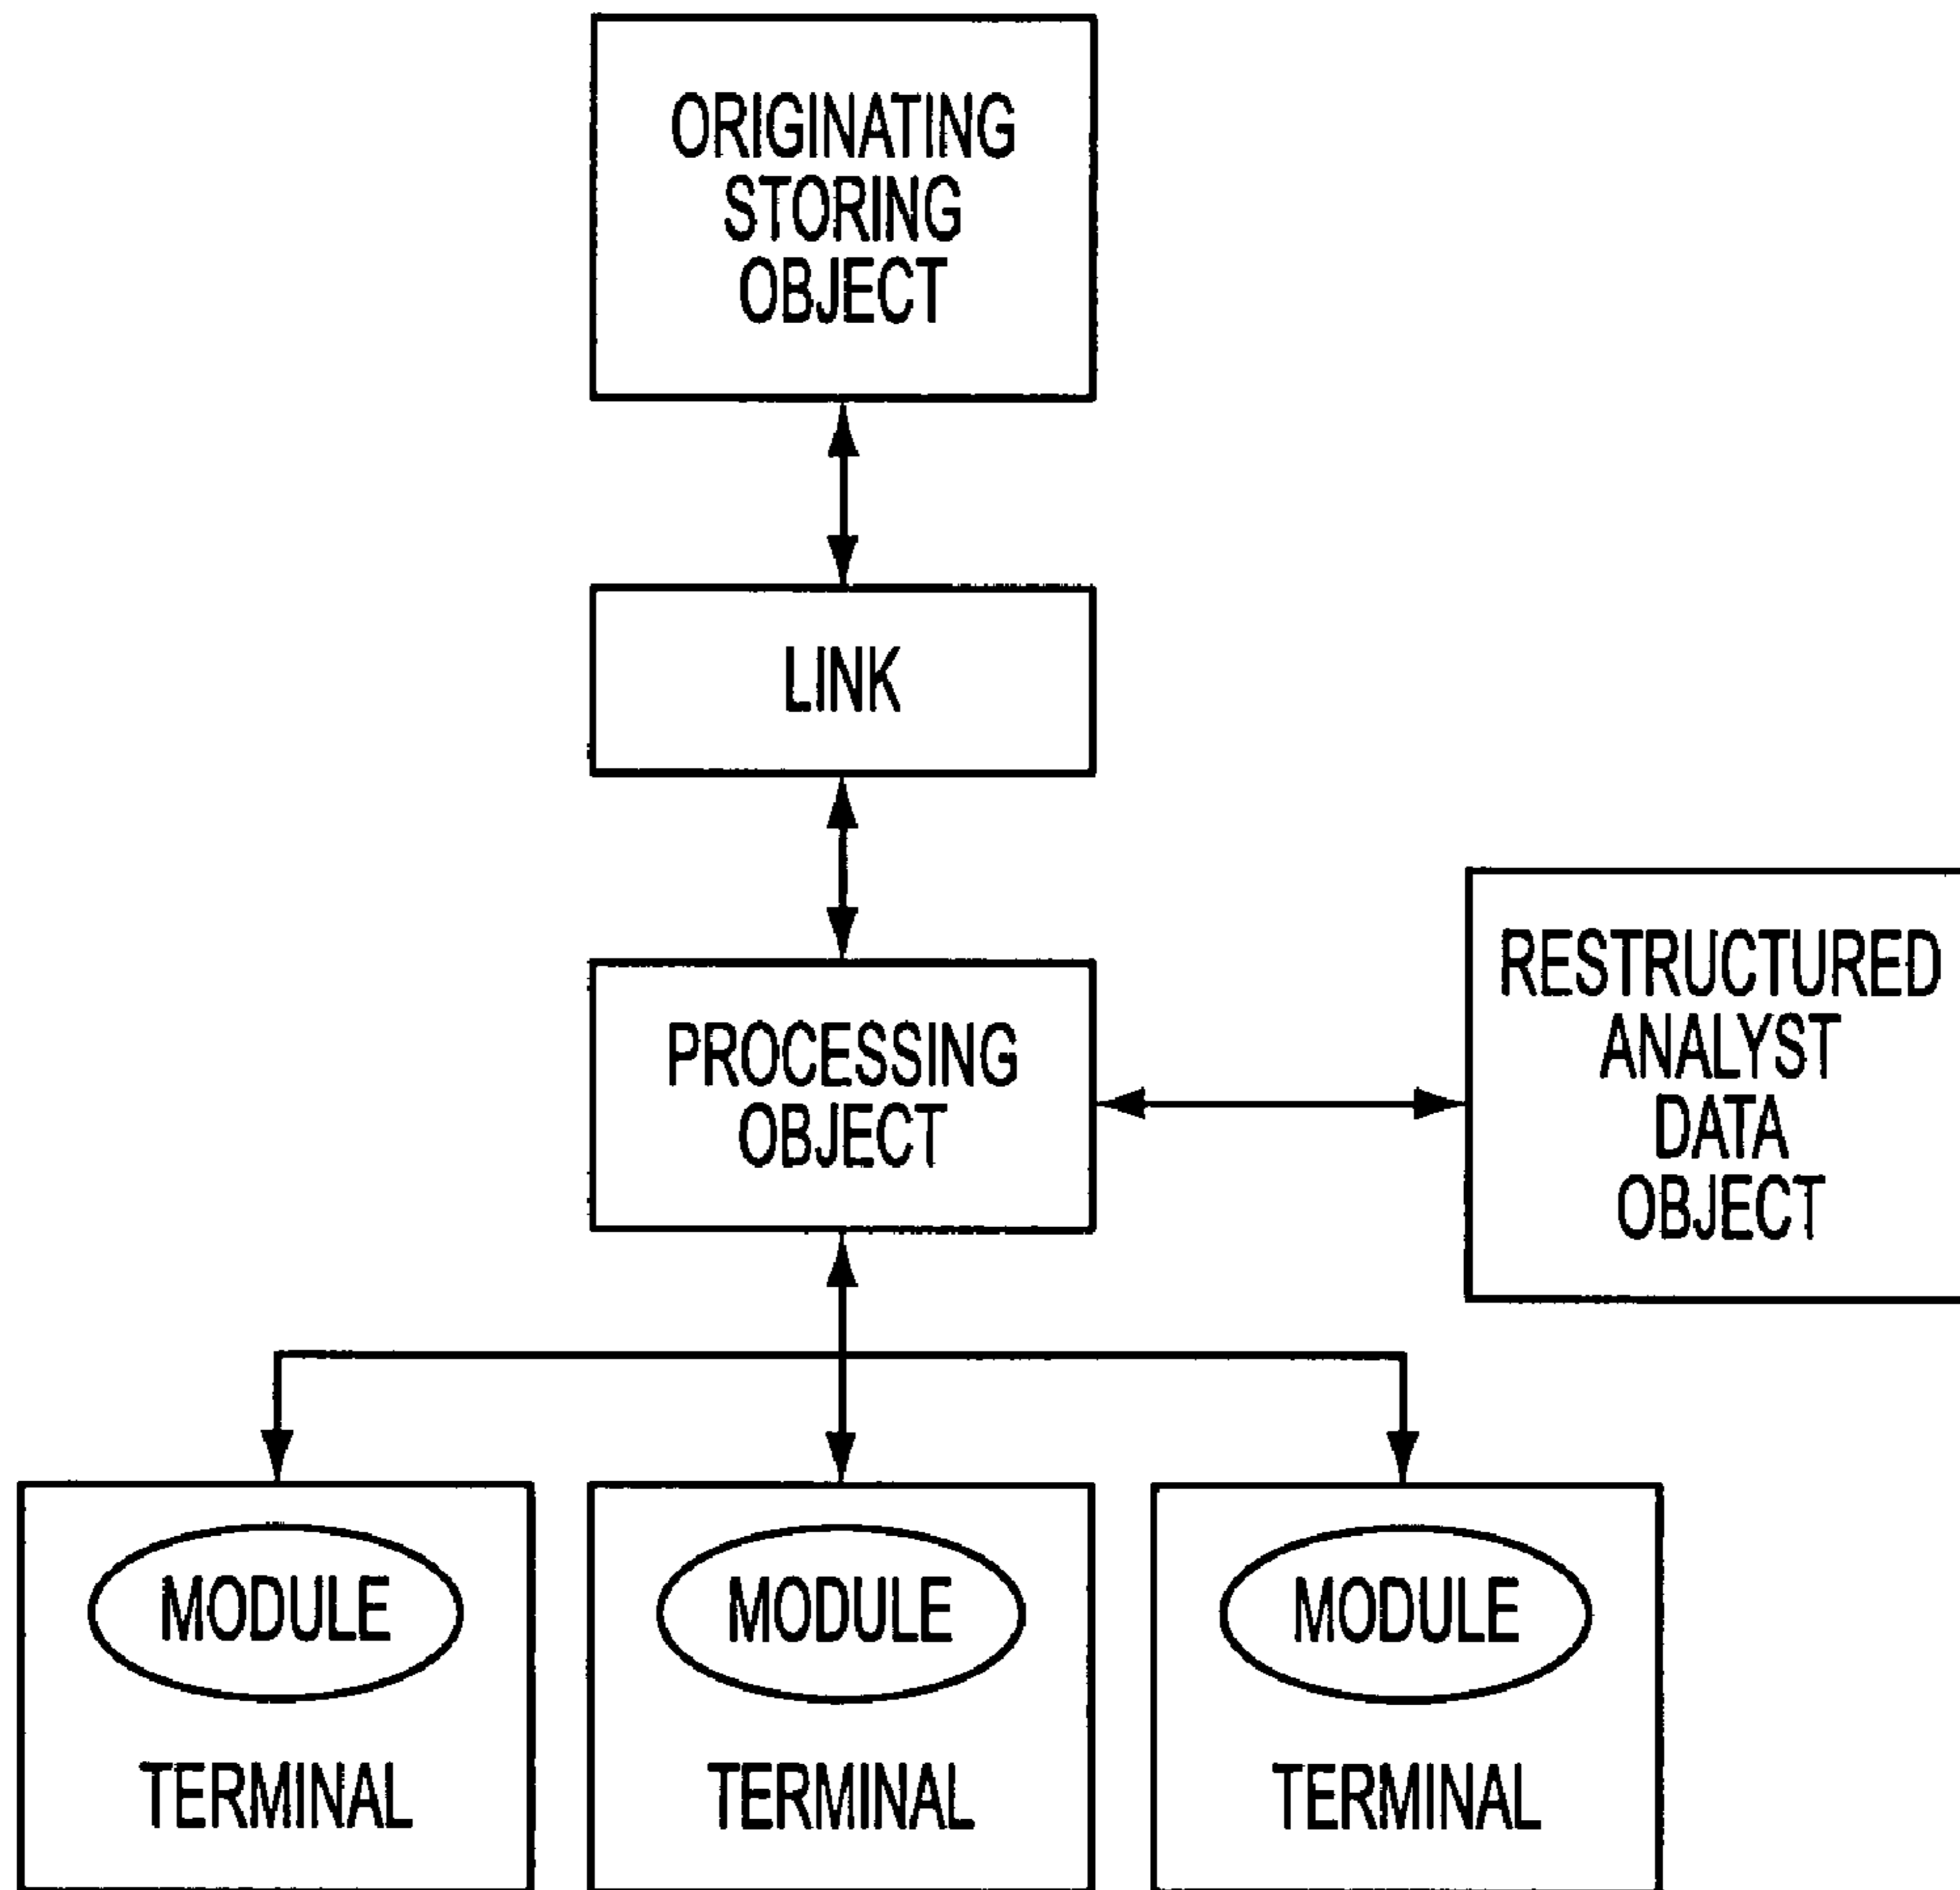 ORIGINATING
STORING
OBJECT
LINK
PROCESSING
OBJECT
RESTRUCTURED
ANALYST
DATA
OBJECT
MODULE
TERMINAL
MODULE
TERMINAL
MODULE
TERMINAL